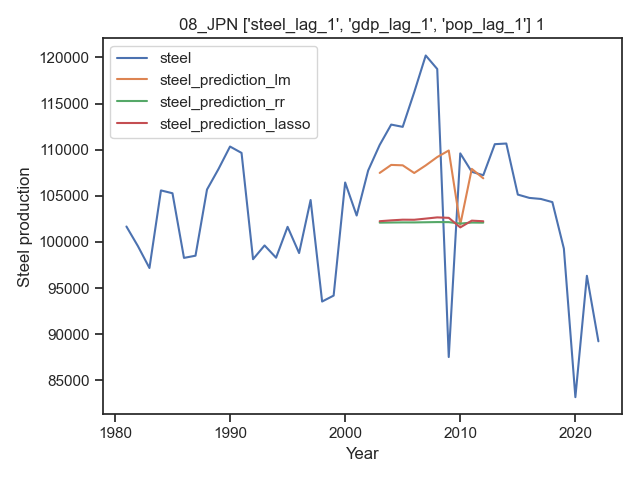 08_JPN ['steel_lag_1', 'gdp_lag_1', 'pop_lag_1'] 1
steel
steel_prediction_lm
steel_prediction_rr
steel_prediction_lasso
Steel production
120000
115000
110000
105000
100000
95000
90000
85000
1980
1990
2000
2010
2020
Year